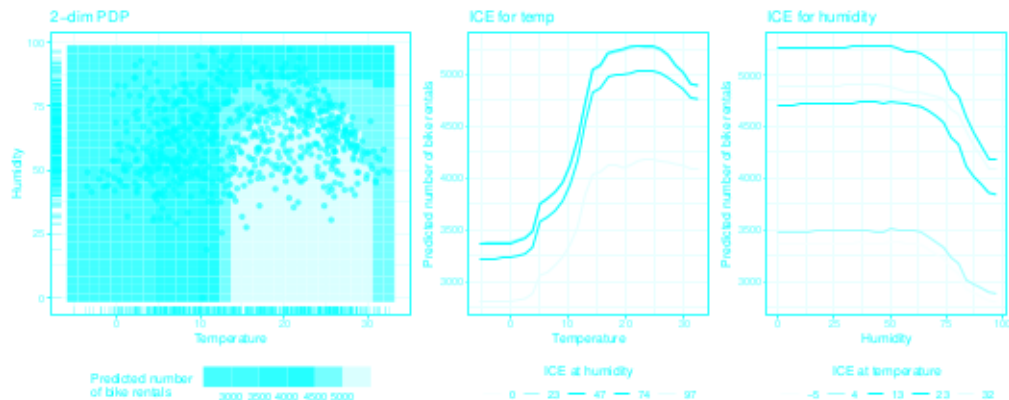 2-dim PDP
100
75
50
25
0
Humidity
0 10 20 30
Temperature
Predicted number
of bike rentals
3000 3500 4000 4500 5000
ICE for temp
5000
4500
4000
3500
3000
Predicted number of bike rentals
0 10 20 30
Temperature
ICE at humidity
0 23 47 74 97
ICE for humidity
5000
4500
4000
3500
3000
Predicted number of bike rentals
0 25 50 75 100
Humidity
ICE at temperature
-5 4 13 23 32